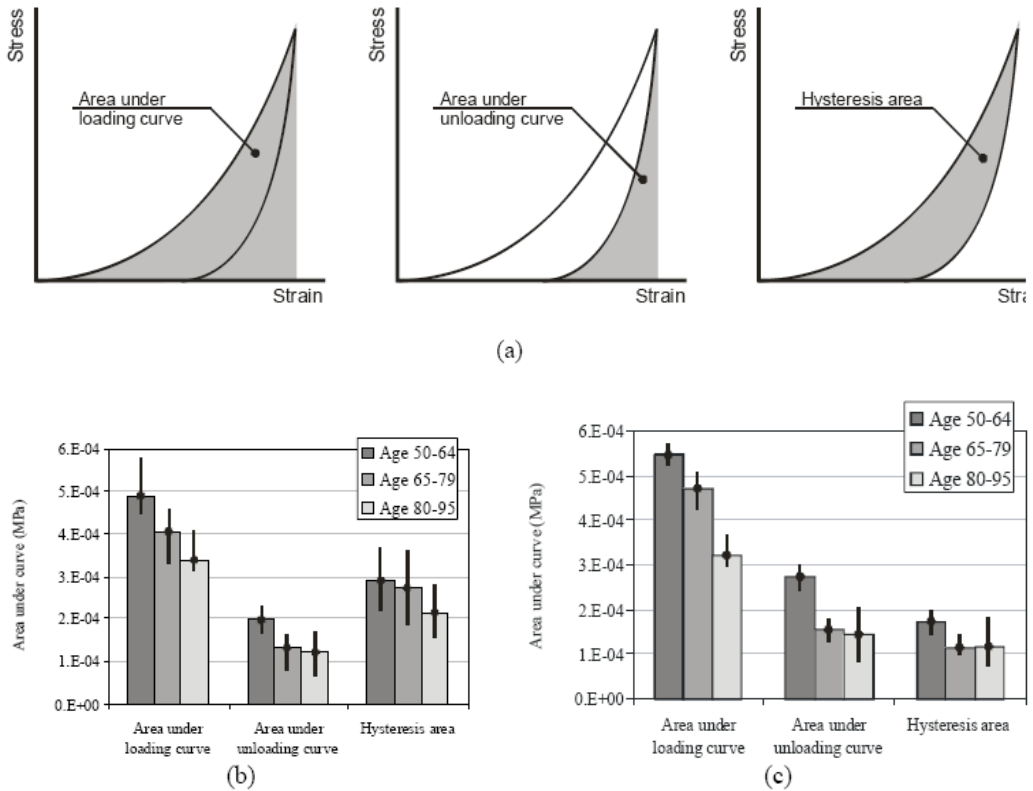 Stress
Area under
loading curve
Strain
Stress
Area under
unloading curve
Strain
Stress
Hysteresis area
Stra
(a)
Area under curve (MPa)
6.E-04
5.E-04
4.E-04
3.E-04
2.E-04
1.E-04
0.E+00
Age 50-64
Age 65-79
Age 80-95
Area under
loading curve
Area under
unloading curve
Hysteresis area
(b)
Area under curve (MPa)
6.E-04
5.E-04
4.E-04
3.E-04
2.E-04
1.E-04
0.E+00
Age 50-64
Age 65-79
Age 80-95
Area under
loading curve
Area under
unloading curve
Hysteresis area
(c)